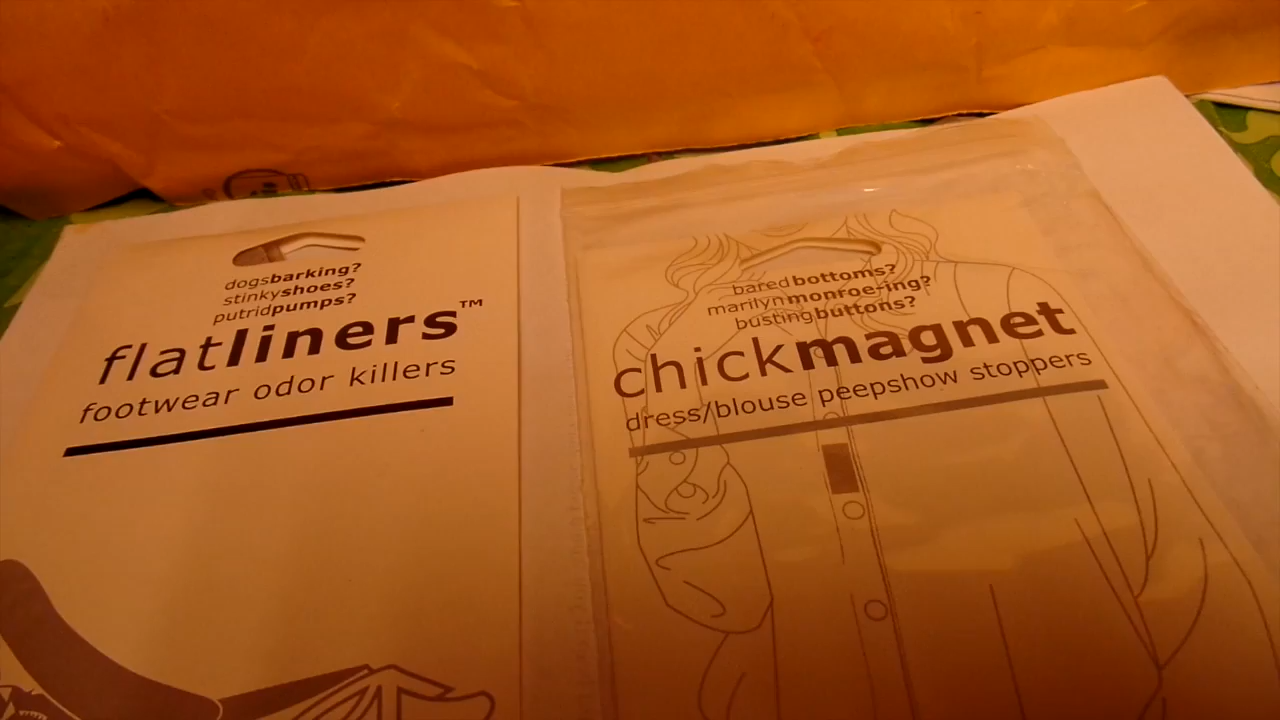 dogsbarking?
stinkyshoes?
putridpumps?
flatliners™
footwear odor killers
baredbottoms?
marilynmonroe-ing?
bustingbuttons?
chickmagnet
dress/blouse peepshow stoppers